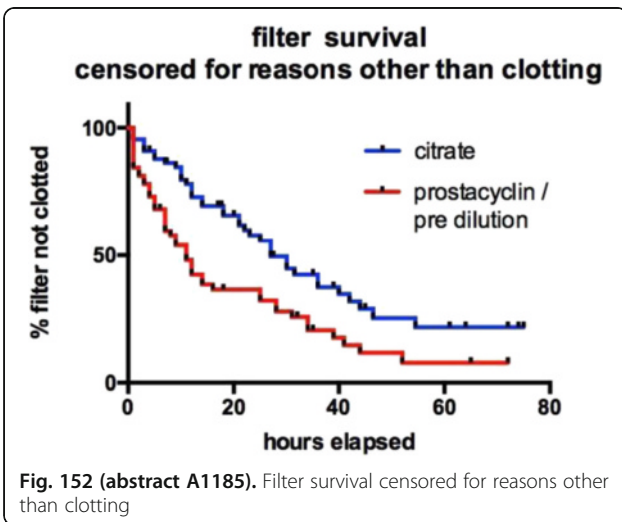 filter survival
censored for reasons other than clotting
% filter not clotted
100
50
0
citrate
prostacyclin /
pre dilution
0 20 40 60 80
hours elapsed
Fig. 152 (abstract A1185). Filter survival censored for reasons other
than clotting